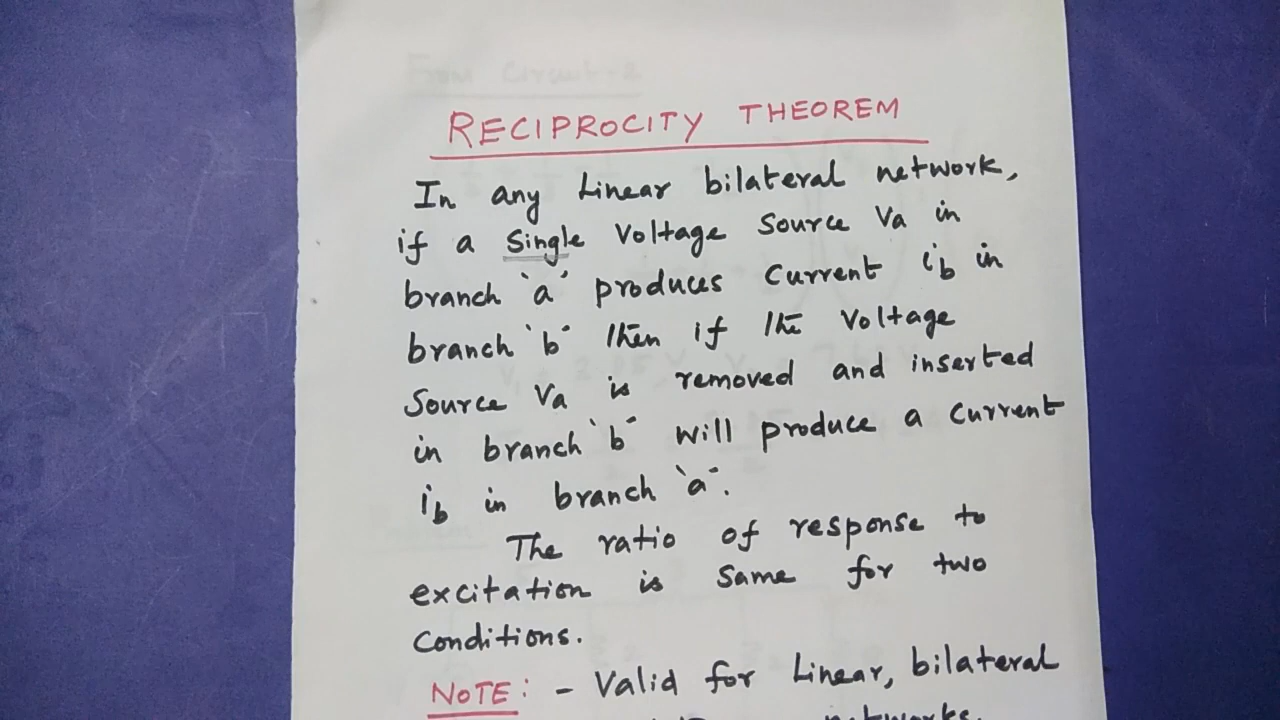 RECIPROCITY THEOREM
In any Linear bilateral network,
if a Single Voltage Source Va in
branch `a" produces Current ib in
branch `b" then if the Voltage
Source Va is removed and inserted
in branch `b" will produce a Current
ib in branch `a".
The ratio of response to
excitation is Same for two
Conditions.
NOTE: - Valid for Linear, bilateral
networks.